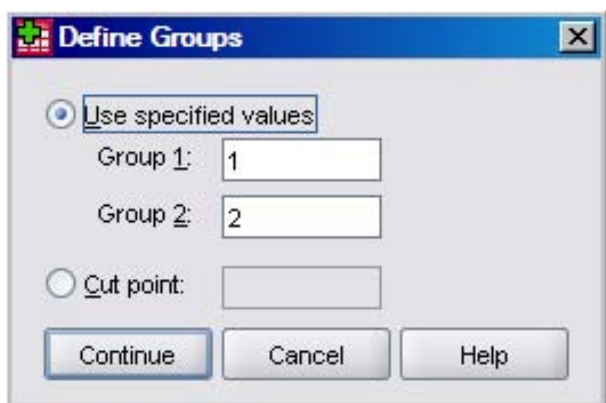 Define Groups
Use specified values
Group 1: 1
Group 2: 2
Cut point:
Continue Cancel Help